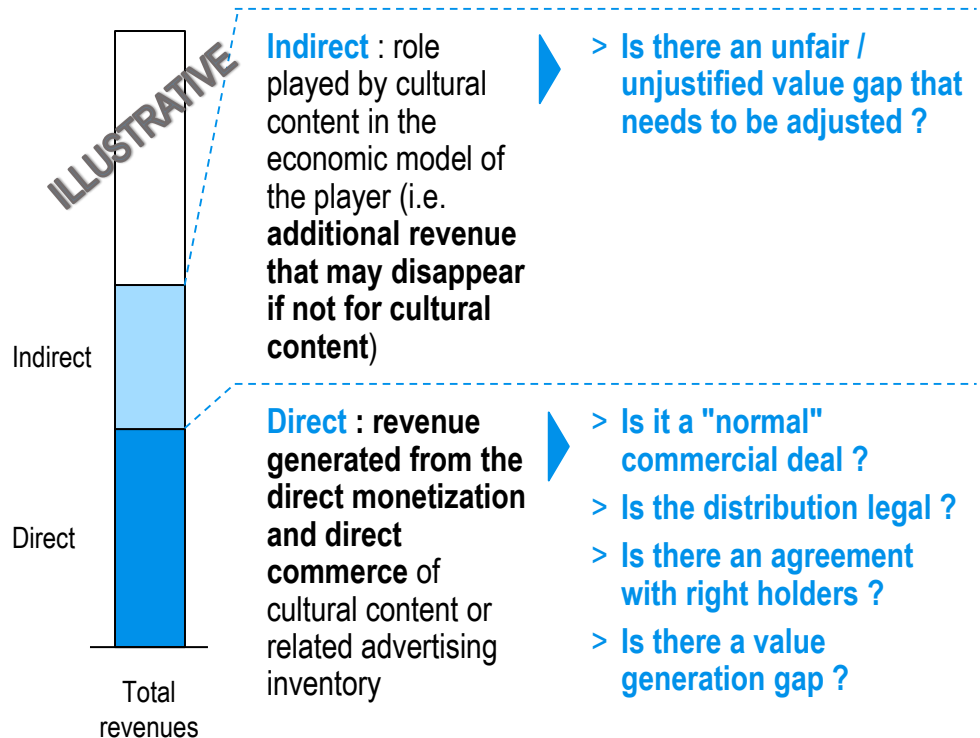 ILLUSTRATIVE
Indirect
Direct
Total
revenues
Indirect : role
played by cultural
content in the
economic model of
the player (i.e.
additional revenue
that may disappear
if not for cultural
content)
> Is there an unfair /
unjustified value gap that
needs to be adjusted ?
Direct : revenue
generated from the
direct monetization
and direct
commerce of
cultural content or
related advertising
inventory
> Is it a "normal"
commercial deal ?
> Is the distribution legal ?
> Is there an agreement
with right holders ?
> Is there a value
generation gap ?